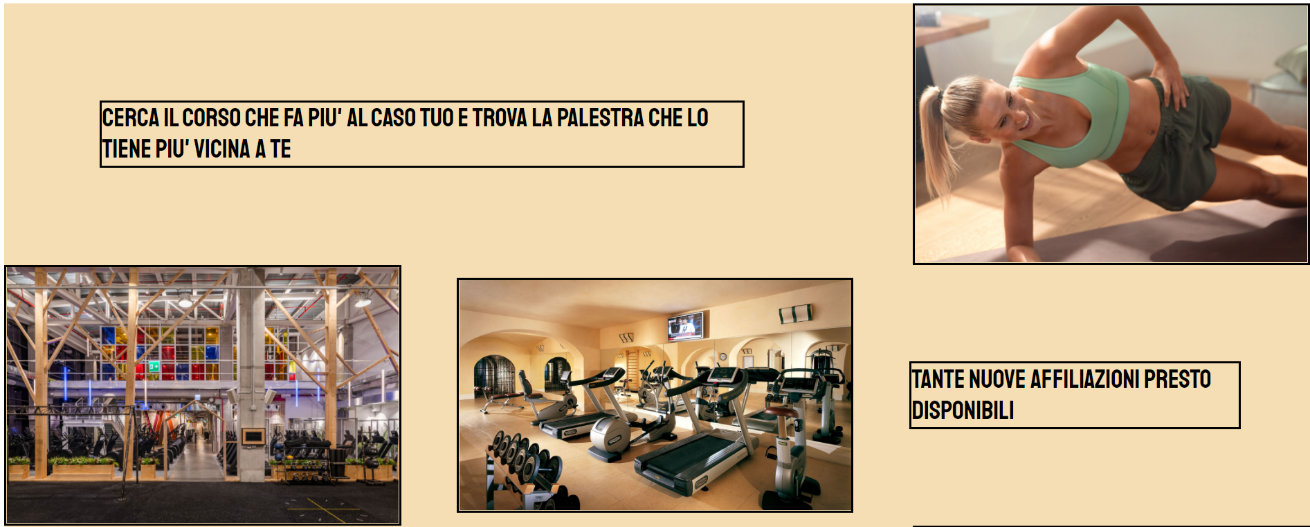 CERCA IL CORSO CHE FA PIU' AL CASO TUO E TROVA LA PALESTRA CHE LO
TIENE PIU' VICINA A TE
TANTE NUOVE AFFILIAZIONI PRESTO
DISPONIBILI